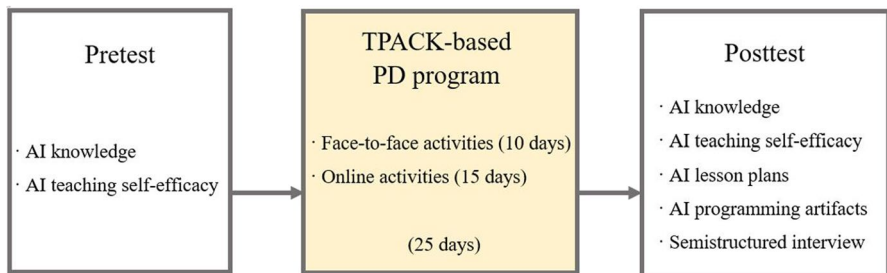 Pretest
· AI knowledge
· AI teaching self-efficacy
TPACK-based
PD program
· Face-to-face activities (10 days)
· Online activities (15 days)
(25 days)
Posttest
· AI knowledge
· AI teaching self-efficacy
· AI lesson plans
· AI programming artifacts
· Semistructured interview